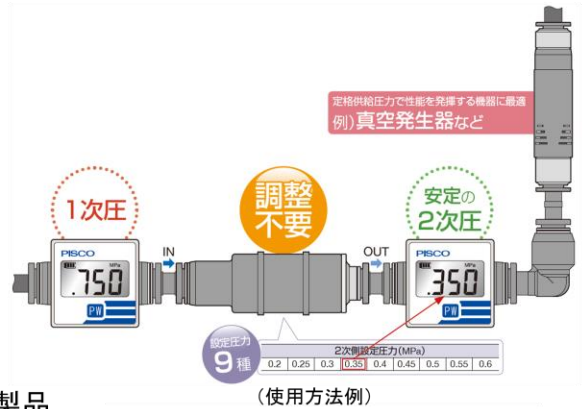 定格供給圧力で性能を発揮する機器に最適
例)真空発生器など
1次圧
調整
不要
安定の
2次圧
PISCO
MPa
.750
PW
IN
OUT
PISCO
MPa
.350
PW
設定圧力
9種
2次側設定圧力(MPa)
0.2 0.25 0.3 0.35 0.4 0.45 0.5 0.55 0.6
製品
(使用方法例)